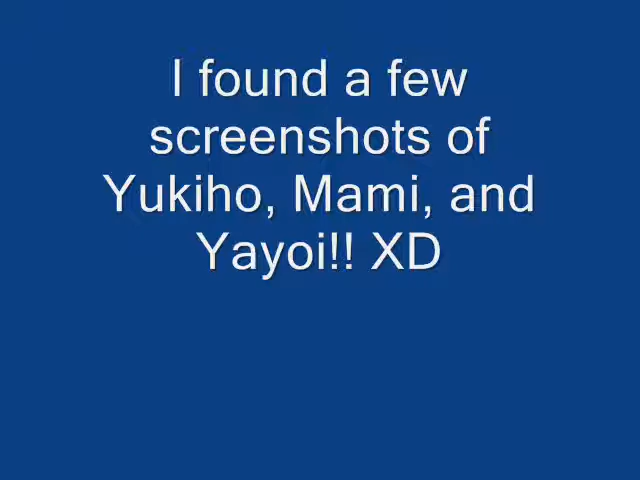 I found a few
screenshots of
Yukiho, Mami, and
Yayoi!! XD